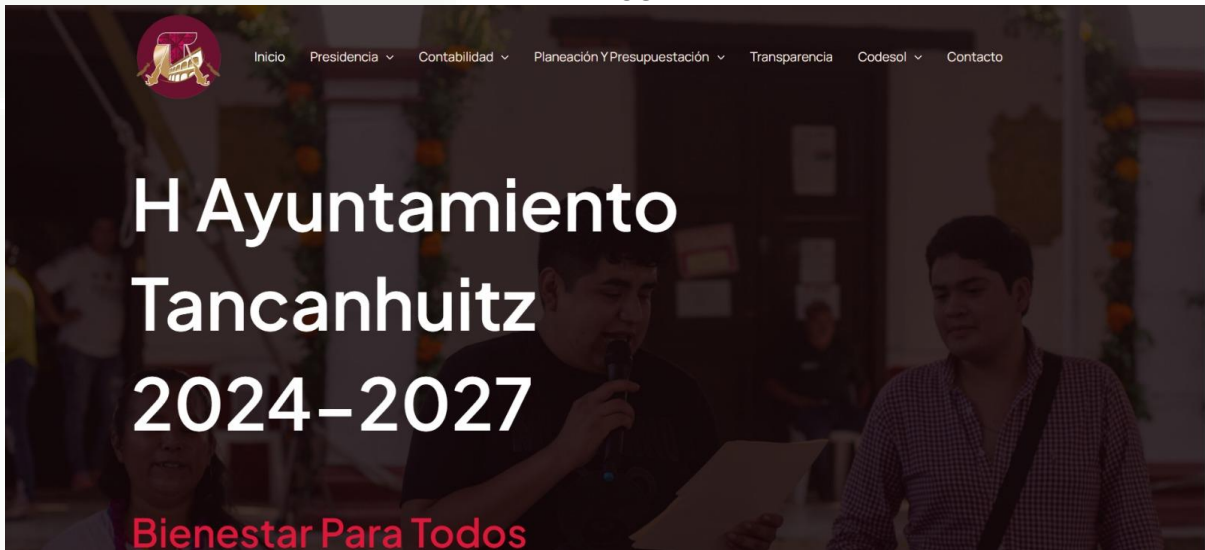 Inicio Presidencia Contabilidad Planeación Y Presupuestación Transparencia Codesol Contacto
H Ayuntamiento
Tancanhuitz
2024–2027
Bienestar Para Todos